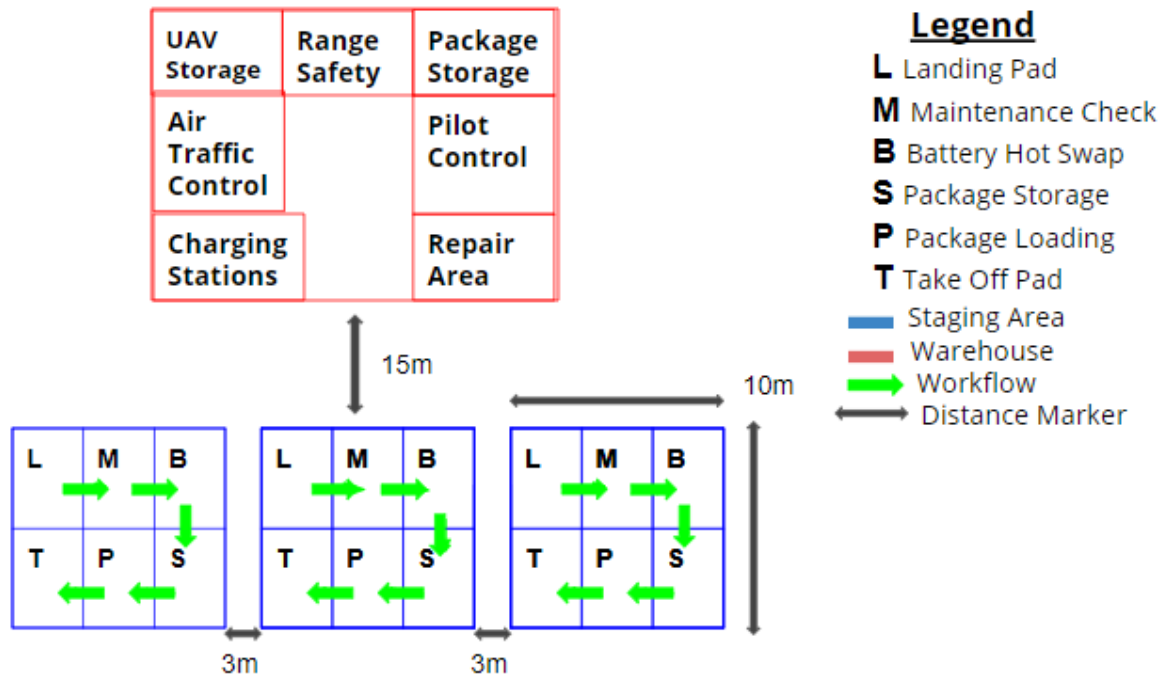 UAV
Storage
Range
Safety
Package
Storage
Air
Traffic
Control
Pilot
Control
Charging
Stations
Repair
Area
15m
10m
L
M
B
T
P
S
L
M
B
T
P
S
L
M
B
T
P
S
3m
3m
Legend
L Landing Pad
M Maintenance Check
B Battery Hot Swap
S Package Storage
P Package Loading
T Take Off Pad
Staging Area
Warehouse
Workflow
Distance Marker